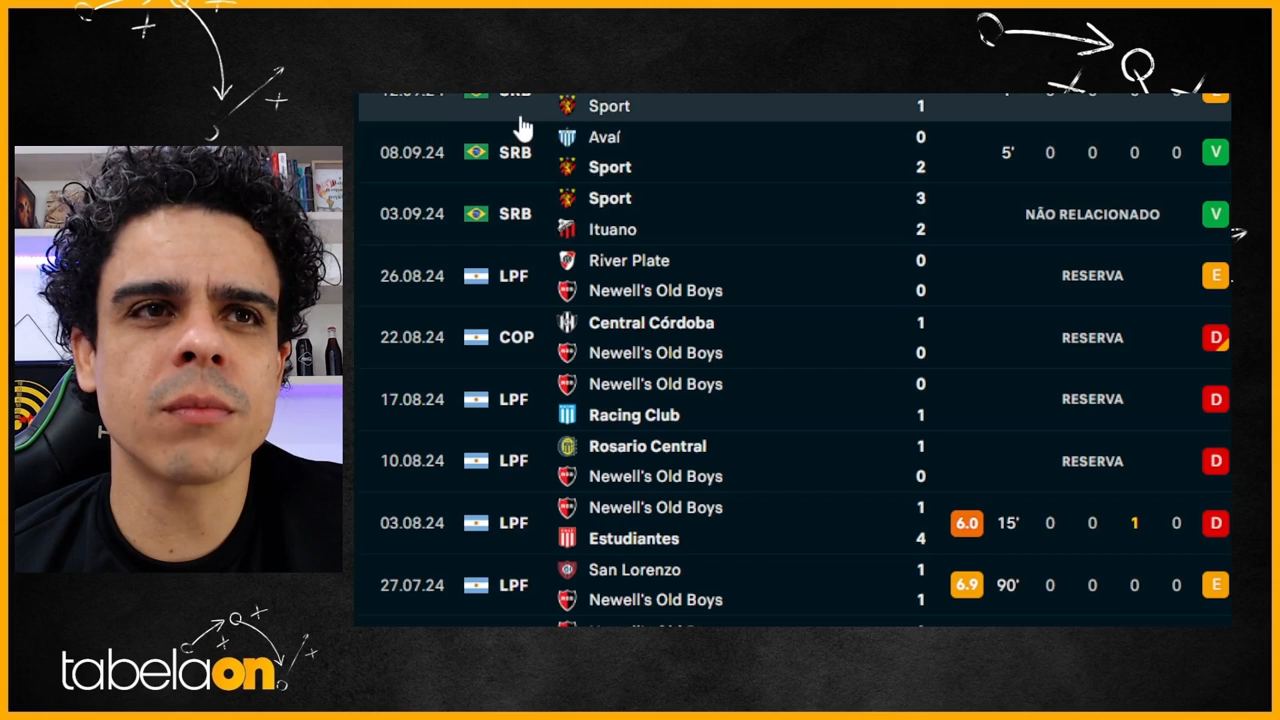 Sport 1
Avaí 0
08.09.24 SRB 5' 0 0 0 0 V
Sport 2
Sport 3
03.09.24 SRB NÃO RELACIONADO V
Ituano 2
River Plate 0
26.08.24 LPF RESERVA E
Newell's Old Boys 0
Central Córdoba 1
22.08.24 COP RESERVA D
Newell's Old Boys 0
Newell's Old Boys 0
17.08.24 LPF RESERVA D
Racing Club 1
Rosario Central 1
10.08.24 LPF RESERVA D
Newell's Old Boys 0
Newell's Old Boys 1
03.08.24 LPF 6.0 15' 0 0 1 0 D
Estudiantes 4
San Lorenzo 1
27.07.24 LPF 6.9 90' 0 0 0 0 E
Newell's Old Boys 1
tabelaon